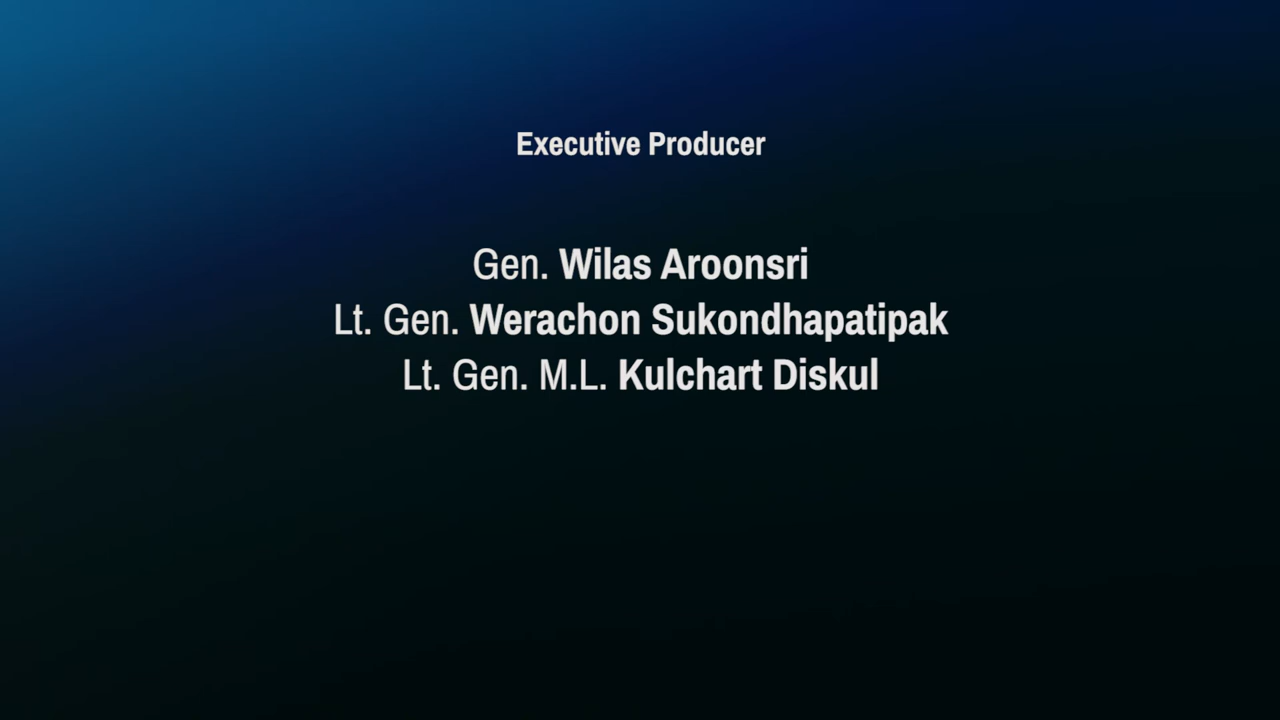 Executive Producer
Gen. Wilas Aroonsri
Lt. Gen. Werachon Sukondhapatipak
Lt. Gen. M.L. Kulchart Diskul